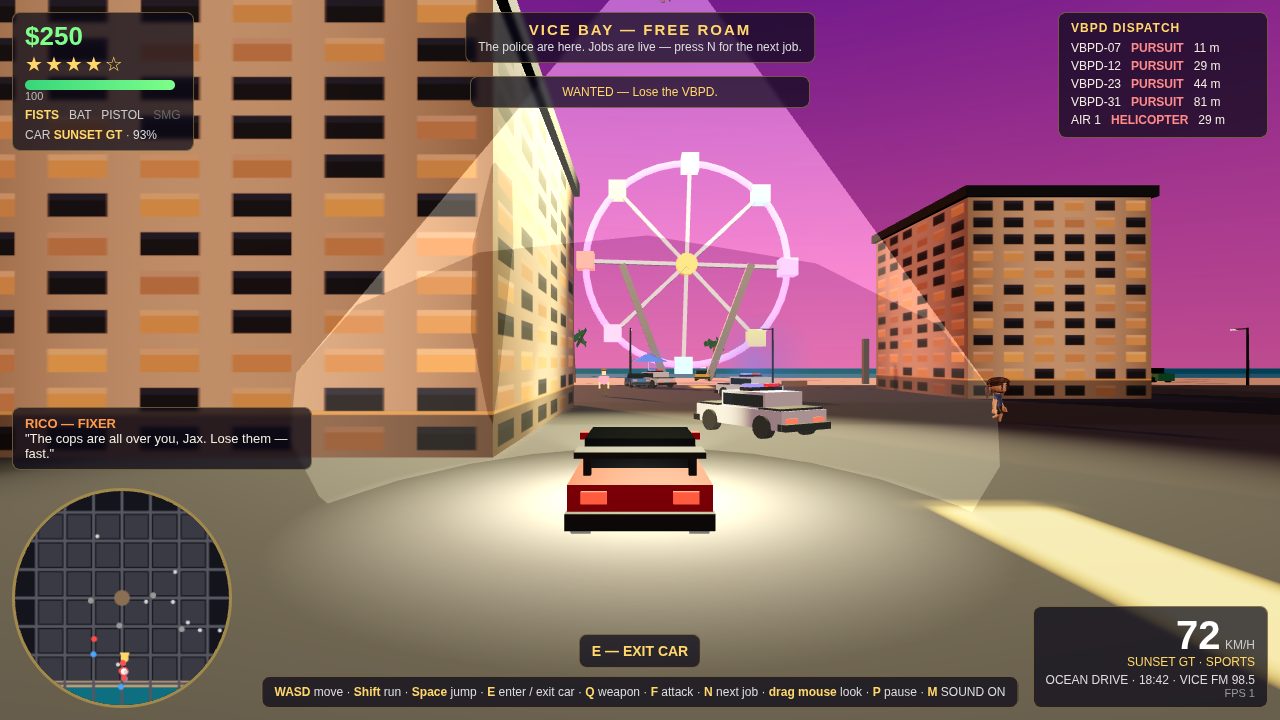 $250
★★★★☆
100
FISTS BAT PISTOL SMG
CAR SUNSET GT · 93%
VICE BAY — FREE ROAM
The police are here. Jobs are live — press N for the next job.
WANTED — Lose the VBPD.
VBPD DISPATCH
VBPD-07 PURSUIT 11 m
VBPD-12 PURSUIT 29 m
VBPD-23 PURSUIT 44 m
VBPD-31 PURSUIT 81 m
AIR 1 HELICOPTER 29 m
RICO — FIXER
"The cops are all over you, Jax. Lose them —
fast."
E — EXIT CAR
WASD move · Shift run · Space jump · E enter / exit car · Q weapon · F attack · N next job · drag mouse look · P pause · M SOUND ON
72 KM/H
SUNSET GT · SPORTS
OCEAN DRIVE · 18:42 · VICE FM 98.5
FPS 1